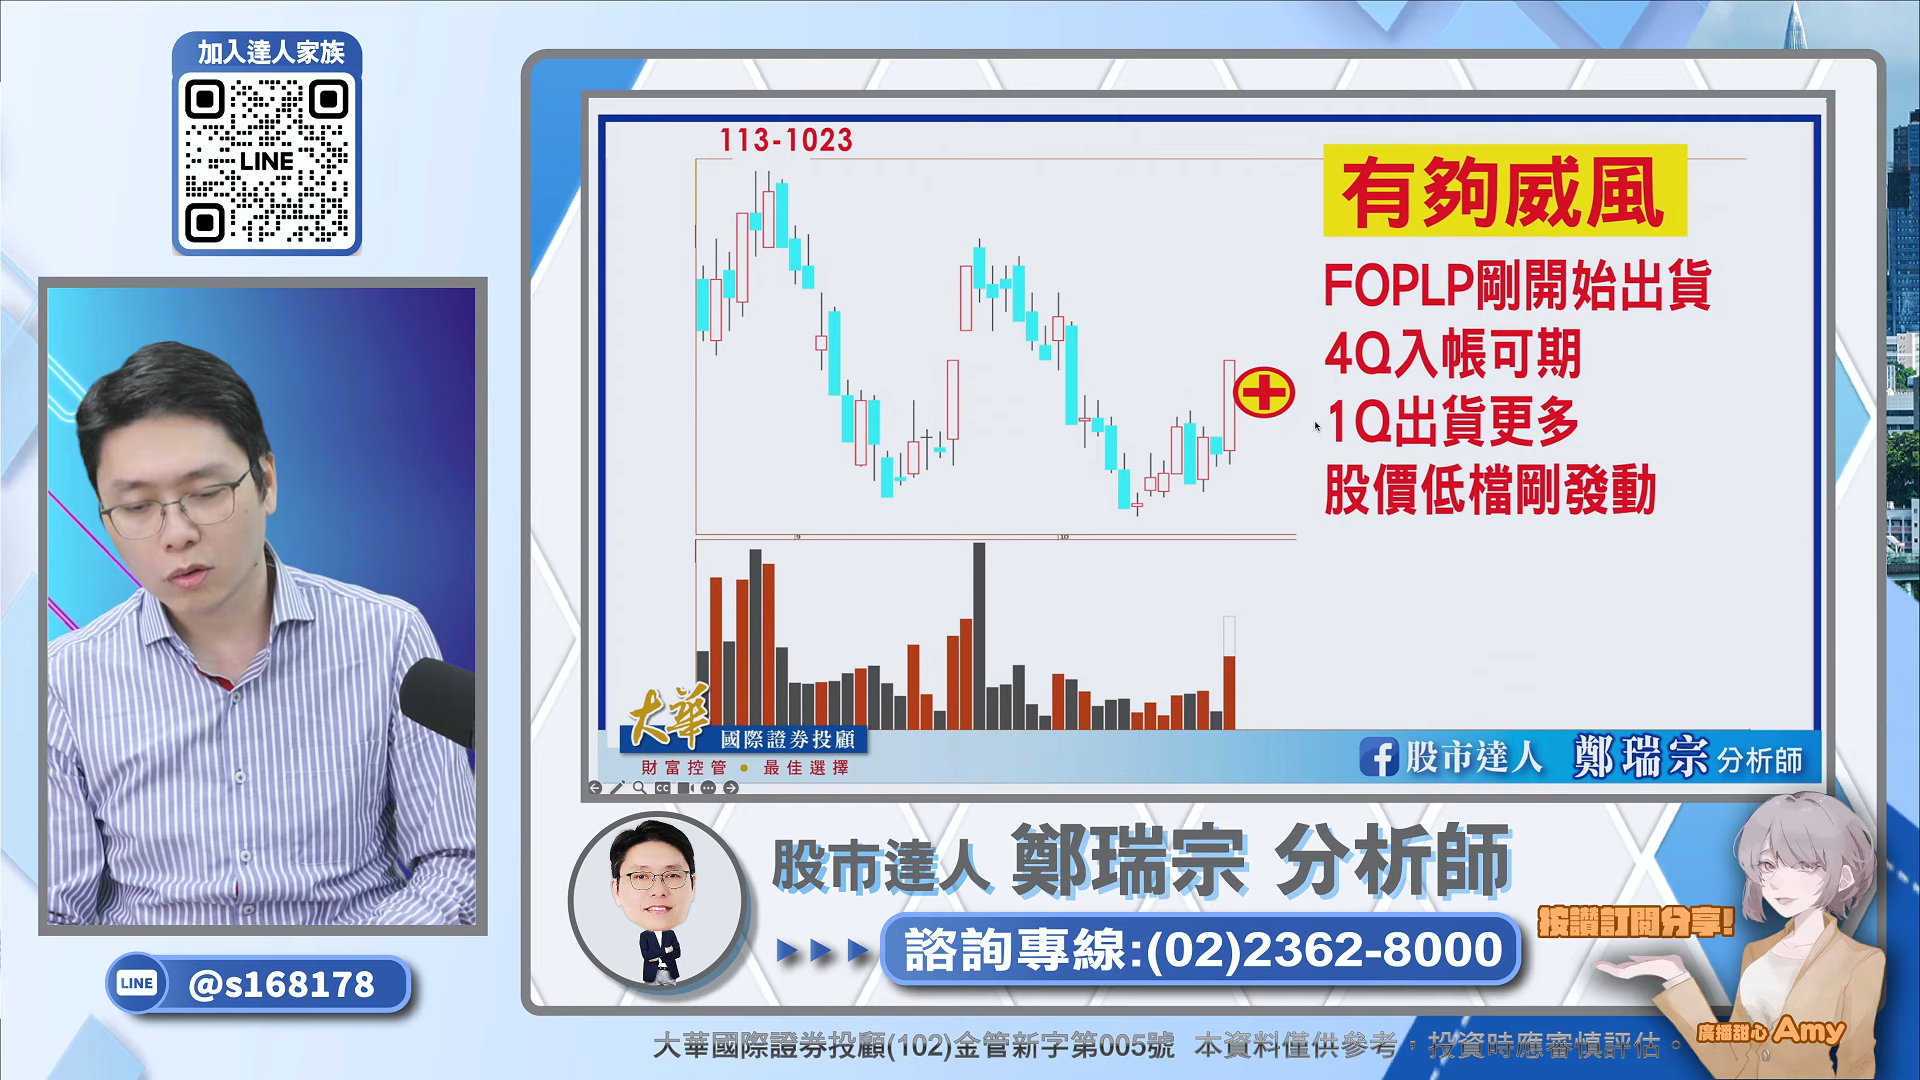 加入達人家族
LINE
113-1023
有夠威風
FOPLP剛開始出貨
4Q入帳可期
1Q出貨更多
股價低檔剛發動
9
10
大華
國際證券投顧
財富控管 • 最佳選擇
股市達人 鄭瑞宗 分析師
CC
股市達人 鄭瑞宗 分析師
諮詢專線:(02)2362-8000
按讚訂閱分享!
LINE @s168178
廣播甜心 Amy
大華國際證券投顧(102)金管新字第005號 本資料僅供參考，投資時應審慎評估。